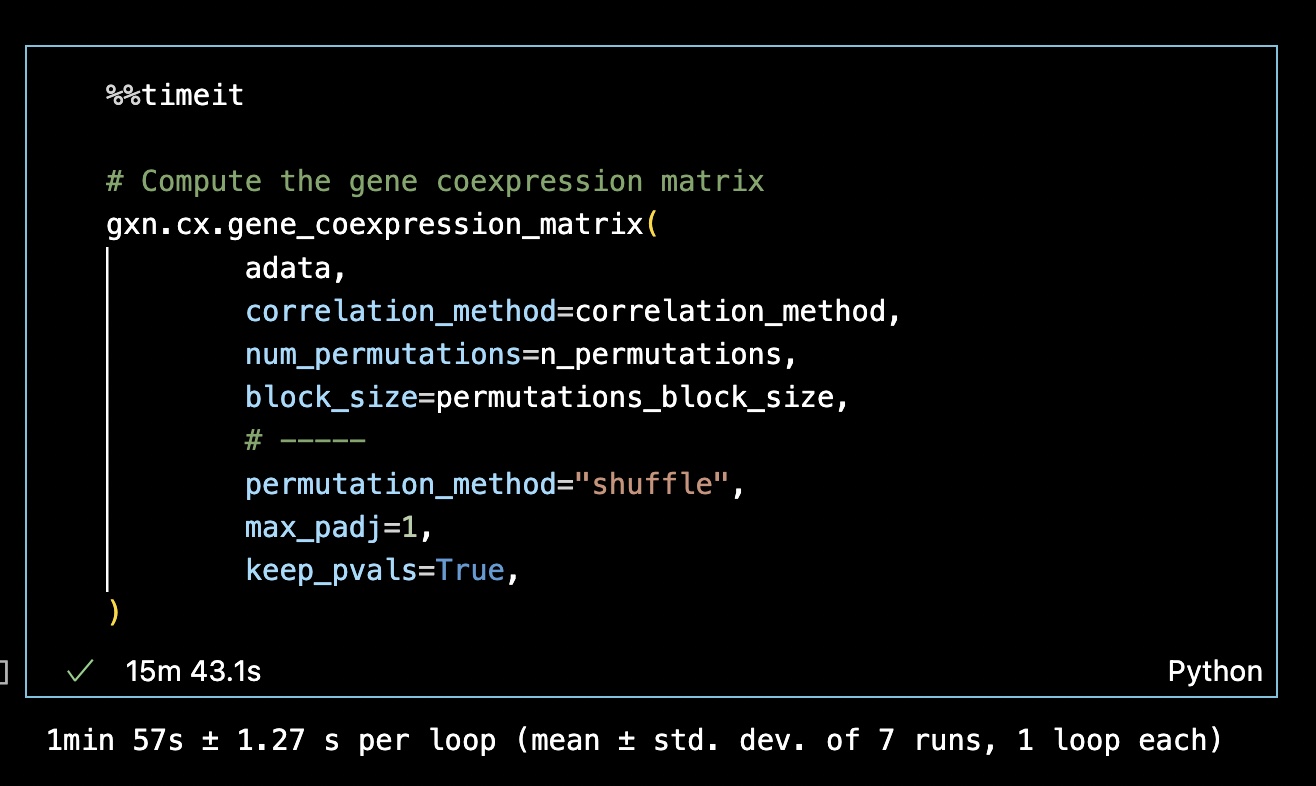 %%timeit
# Compute the gene coexpression matrix
gxn.cx.gene_coexpression_matrix(
adata,
correlation_method=correlation_method,
num_permutations=n_permutations,
block_size=permutations_block_size,
# -----
permutation_method="shuffle",
max_padj=1,
keep_pvals=True,
)
15m 43.1s
Python
1min 57s ± 1.27 s per loop (mean ± std. dev. of 7 runs, 1 loop each)